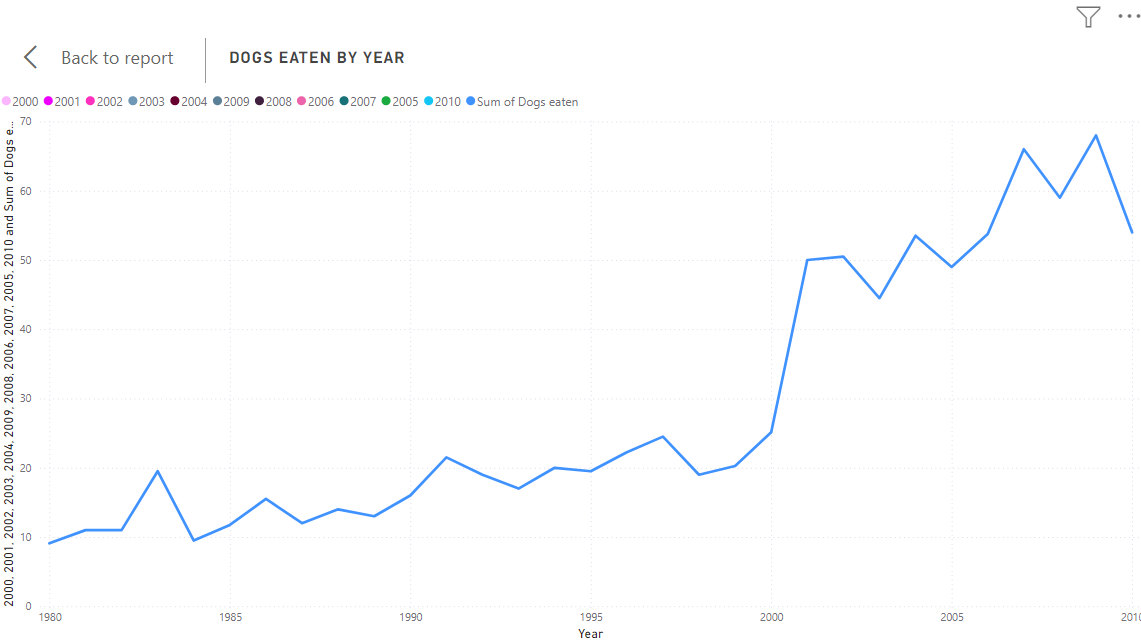 Back to report
DOGS EATEN BY YEAR
2000 2001 2002 2003 2004 2009 2008 2006 2007 2005 2010 Sum of Dogs eaten
2000, 2001, 2002, 2003, 2004, 2009, 2008, 2006, 2007, 2005, 2010 and Sum of Dogs e...
70
60
50
40
30
20
10
0
1980 1985 1990 1995 2000 2005 2010
Year